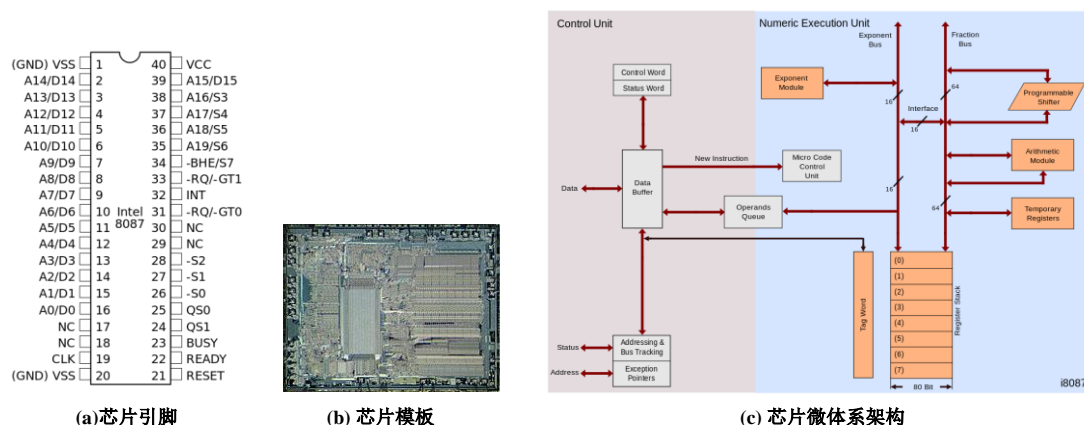 (GND) VSS 1 40 VCC
A14/D14 2 39 A15/D15
A13/D13 3 38 A16/S3
A12/D12 4 37 A17/S4
A11/D11 5 36 A18/S5
A10/D10 6 35 A19/S6
A9/D9 7 34 -BHE/S7
A8/D8 8 33 -RQ/-GT1
A7/D7 9 32 INT
A6/D6 10 Intel 31 -RQ/-GT0
A5/D5 11 8087 30 NC
A4/D4 12 29 NC
A3/D3 13 28 -S2
A2/D2 14 27 -S1
A1/D1 15 26 -S0
A0/D0 16 25 QS0
NC 17 24 QS1
NC 18 23 BUSY
CLK 19 22 READY
(GND) VSS 20 21 RESET
(a)芯片引脚
(b) 芯片模板
Control Unit
Numeric Execution Unit
Exponent
Bus
Fraction
Bus
Control Word
Status Word
Exponent
Module
Programmable
Shifter
16
64
Interface
16
New Instruction
Micro Code
Control
Unit
Arithmetic
Module
Data
Data
Buffer
Operands
Queue
16
64
Temporary
Registers
Tag Word
(0)
(1)
(2)
(3)
(4)
(5)
(6)
(7)
Register Stack
Status
Addressing &
Bus Tracking
Address
Exception
Pointers
80 Bit
i8087
(c) 芯片微体系架构